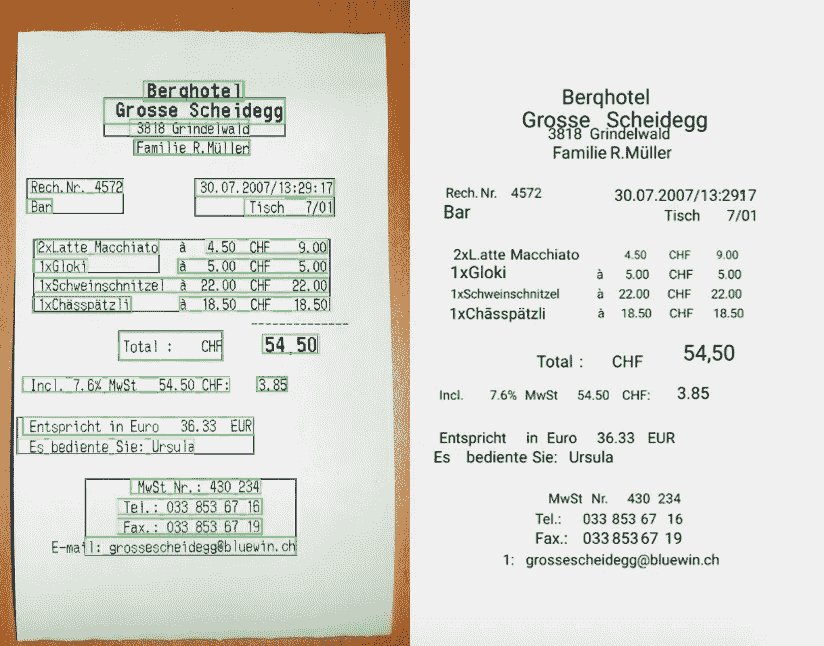 Berghotel
Grosse Scheidegg
3818 Grindelwald
Familie R.Müller
Rech.Nr. 4572 30.07.2007/13:29:17
Bar Tisch 7/01
2xLatte Macchiato à 4.50 CHF 9.00
1xGloki à 5.00 CHF 5.00
1xSchweinschnitzel à 22.00 CHF 22.00
1xChässpätzli à 18.50 CHF 18.50
Total : CHF 54.50
Incl. 7.6% MwSt 54.50 CHF: 3.85
Entspricht in Euro 36.33 EUR
Es bediente Sie: Ursula
MwSt Nr.: 430 234
Tel.: 033 853 67 16
Fax.: 033 853 67 19
E-mail: grossescheidegg@bluewin.ch
Berqhotel
Grosse Scheidegg
3818 Grindelwald
Familie R.Müller
Rech. Nr. 4572 30.07.2007/13:2917
Bar Tisch 7/01
2xL.atte Macchiato 4.50 CHF 9.00
1xGloki à 5.00 CHF 5.00
1xSchweinschnitzel à 22.00 CHF 22.00
1xChãsspätzli à 18.50 CHF 18.50
Total : CHF 54,50
Incl. 7.6% MwSt 54.50 CHF: 3.85
Entspricht in Euro 36.33 EUR
Es bediente Sie: Ursula
MwSt Nr. 430 234
Tel.: 033 853 67 16
Fax.: 033 853 67 19
1: grossescheidegg@bluewin.ch